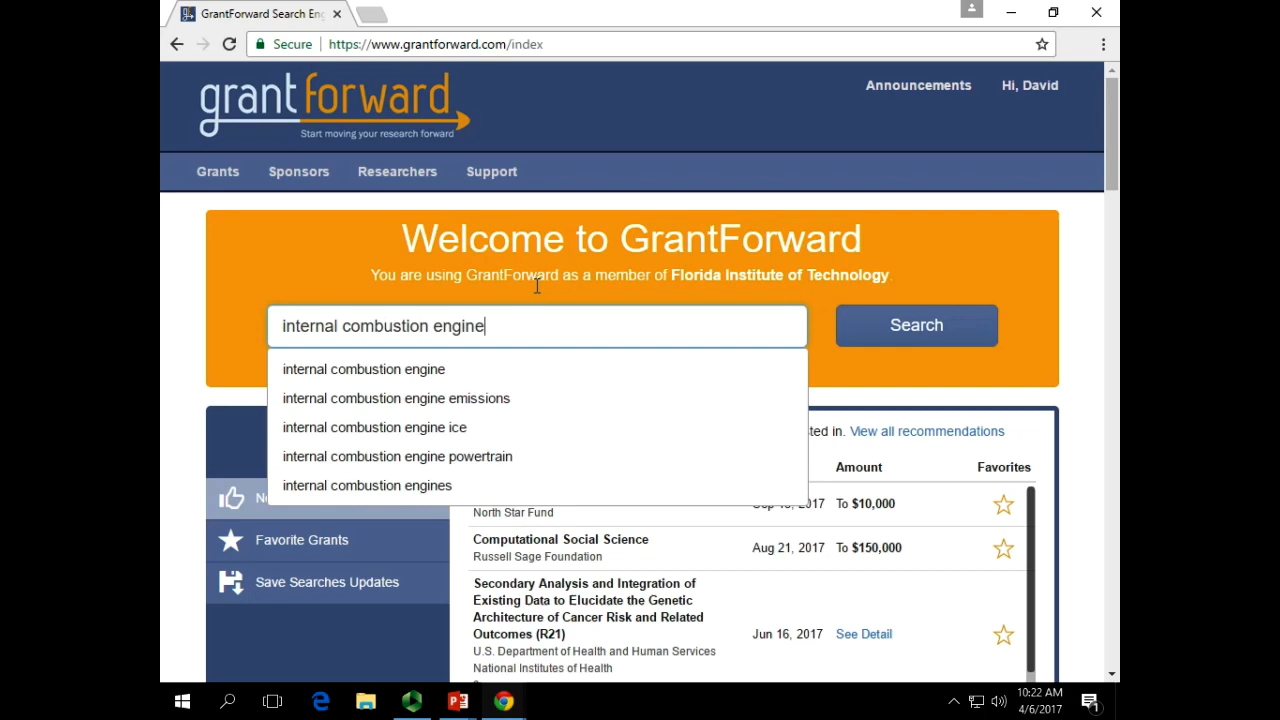 GrantForward Search En
Secure
https://www.grantforward.com/index
grantforward
Start moving your research forward
Announcements
Hi, David
Grants
Sponsors
Researchers
Support
Welcome to GrantForward
You are using GrantForward as a member of Florida Institute of Technology.
internal combustion engine
Search
internal combustion engine
internal combustion engine emissions
internal combustion engine ice
internal combustion engine powertrain
internal combustion engines
ted in. View all recommendations
Amount
Favorites
To $10,000
North Star Fund
Favorite Grants
Computational Social Science
Aug 21, 2017
To $150,000
Russell Sage Foundation
Save Searches Updates
Secondary Analysis and Integration of
Existing Data to Elucidate the Genetic
Architecture of Cancer Risk and Related
Outcomes (R21)
Jun 16, 2017
See Detail
U.S. Department of Health and Human Services
National Institutes of Health
10:22 AM
4/6/2017
1